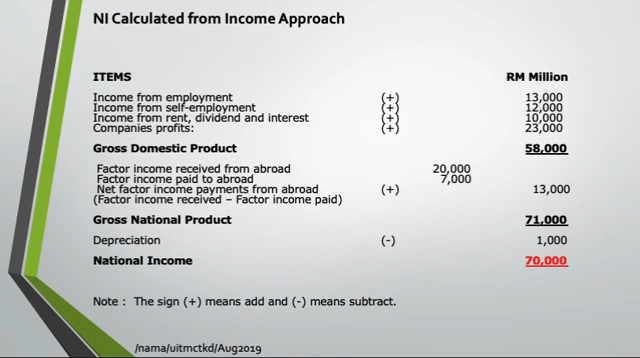 NI Calculated from Income Approach
ITEMS RM Million
Income from employment (+) 13,000
Income from self-employment (+) 12,000
Income from rent, dividend and interest (+) 10,000
Companies profits: (+) 23,000
Gross Domestic Product 58,000
Factor income received from abroad 20,000
Factor income paid to abroad 7,000
Net factor income payments from abroad (+) 13,000
(Factor income received – Factor income paid)
Gross National Product 71,000
Depreciation (-) 1,000
National Income 70,000
Note : The sign (+) means add and (-) means subtract.
/nama/uitmctkd/Aug2019